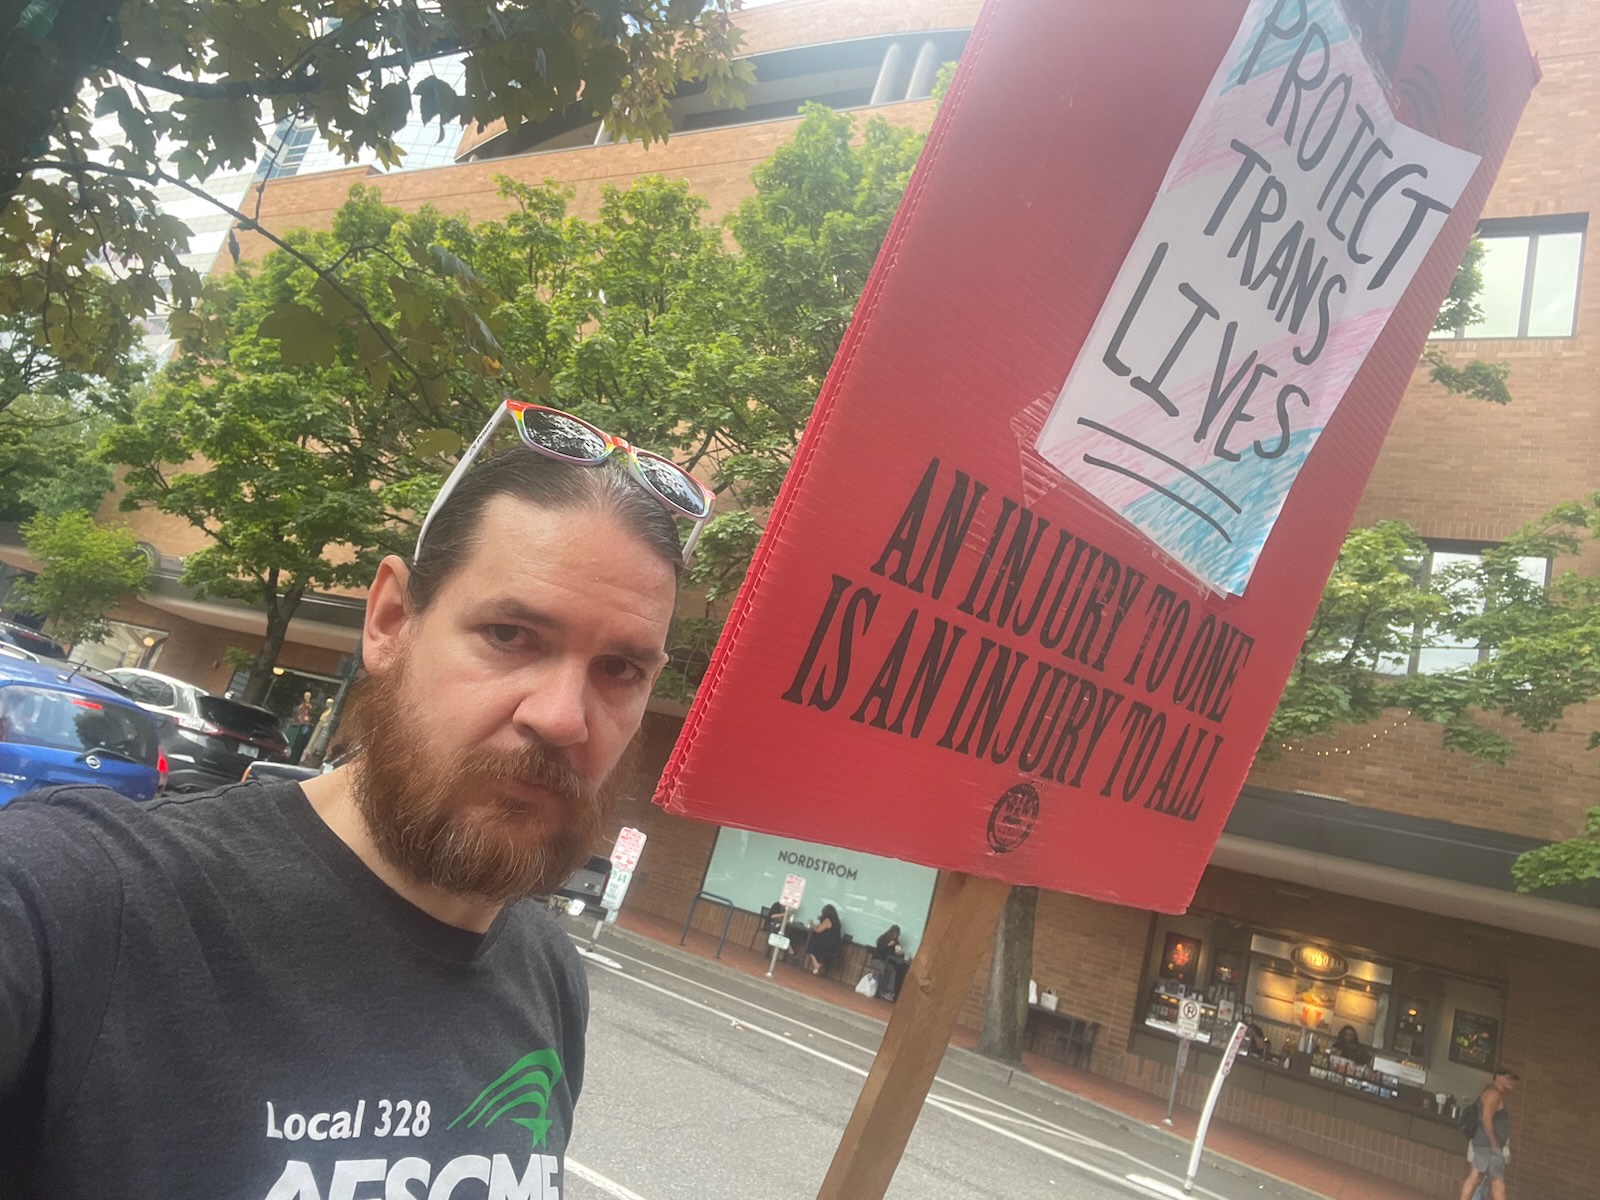 PROTECT
TRANS
LIVES
AN INJURY TO ONE
IS AN INJURY TO ALL
NORDSTROM
Local 328
AFSCME